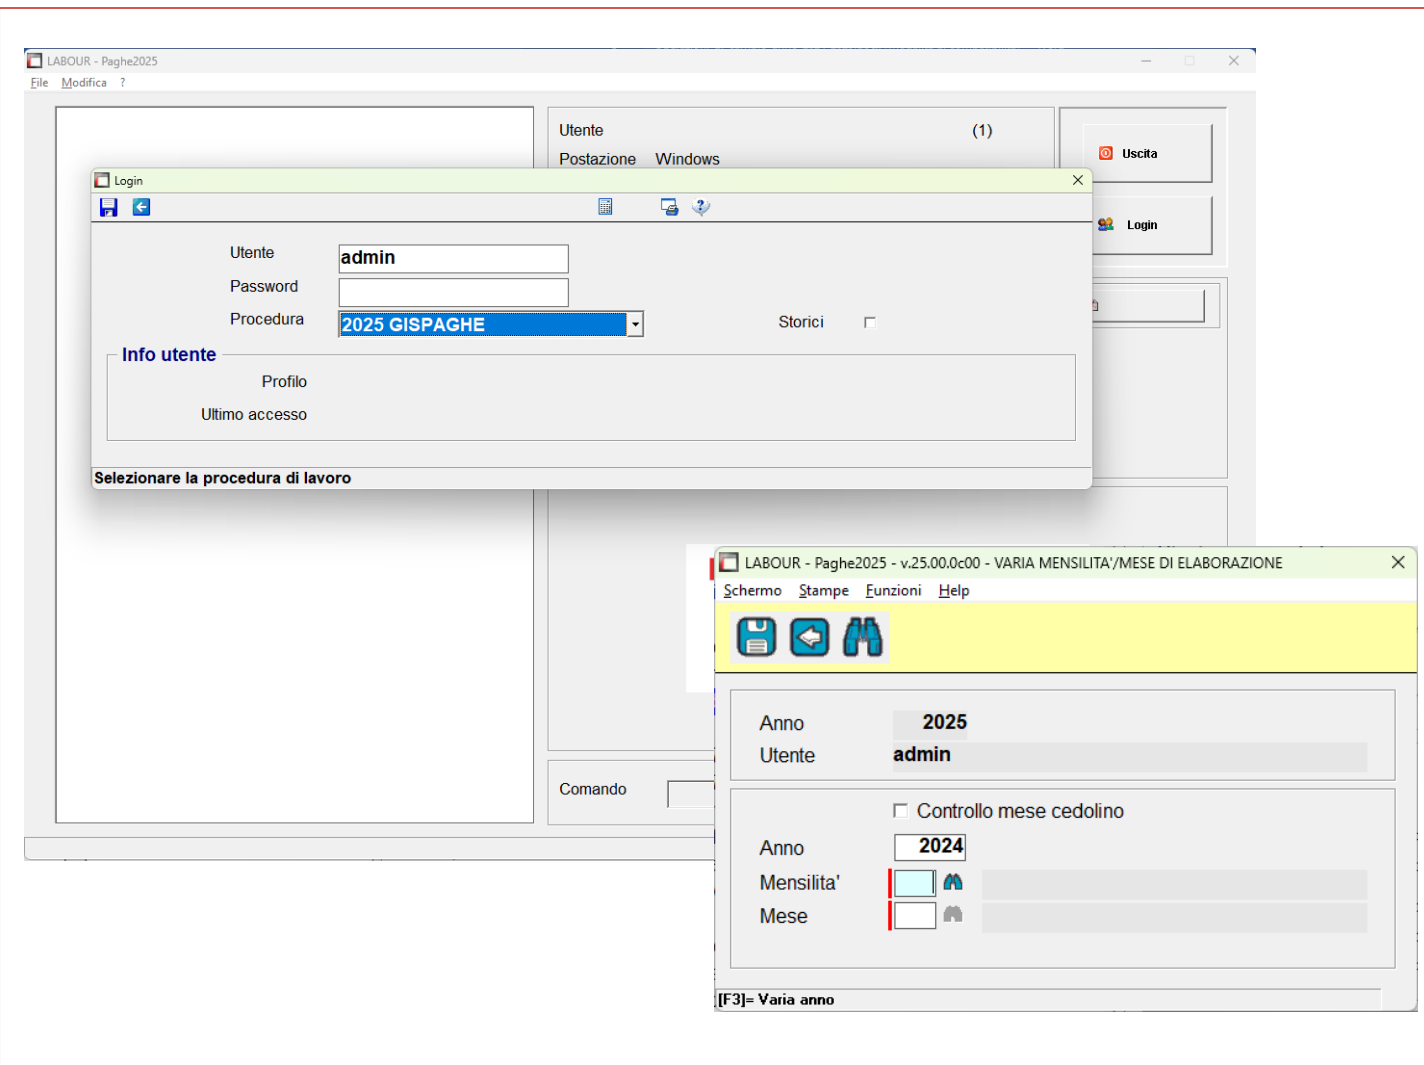 LABOUR - Paghe2025
File Modifica ?
Utente (1)
Postazione Windows
Uscita
Login
Login
Utente admin
Password
Procedura 2025 GISPAGHE Storici
Info utente
Profilo
Ultimo accesso
Selezionare la procedura di lavoro
Comando
LABOUR - Paghe2025 - v.25.00.0c00 - VARIA MENSILITA'/MESE DI ELABORAZIONE
Schermo Stampe Funzioni Help
Anno 2025
Utente admin
Controllo mese cedolino
Anno 2024
Mensilita'
Mese
[F3]= Varia anno